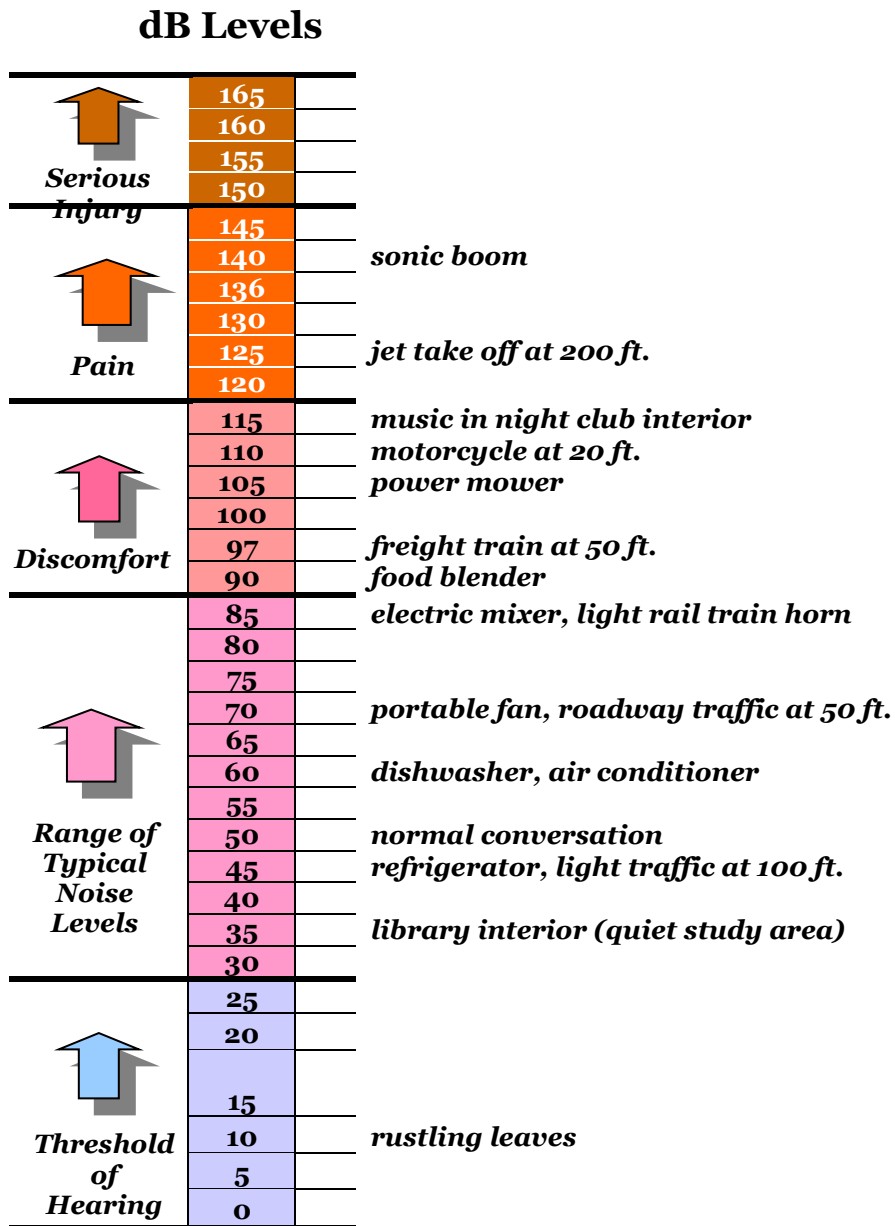 dB Levels
165
160
155
150
Serious
Injury
145
140 sonic boom
136
130
125 jet take off at 200 ft.
120
Pain
115 music in night club interior
110 motorcycle at 20 ft.
105 power mower
100
97 freight train at 50 ft.
90 food blender
Discomfort
85 electric mixer, light rail train horn
80
75
70 portable fan, roadway traffic at 50 ft.
65
60 dishwasher, air conditioner
55
50 normal conversation
45 refrigerator, light traffic at 100 ft.
40
35 library interior (quiet study area)
30
Range of
Typical
Noise
Levels
25
20
15
10 rustling leaves
5
0
Threshold
of
Hearing